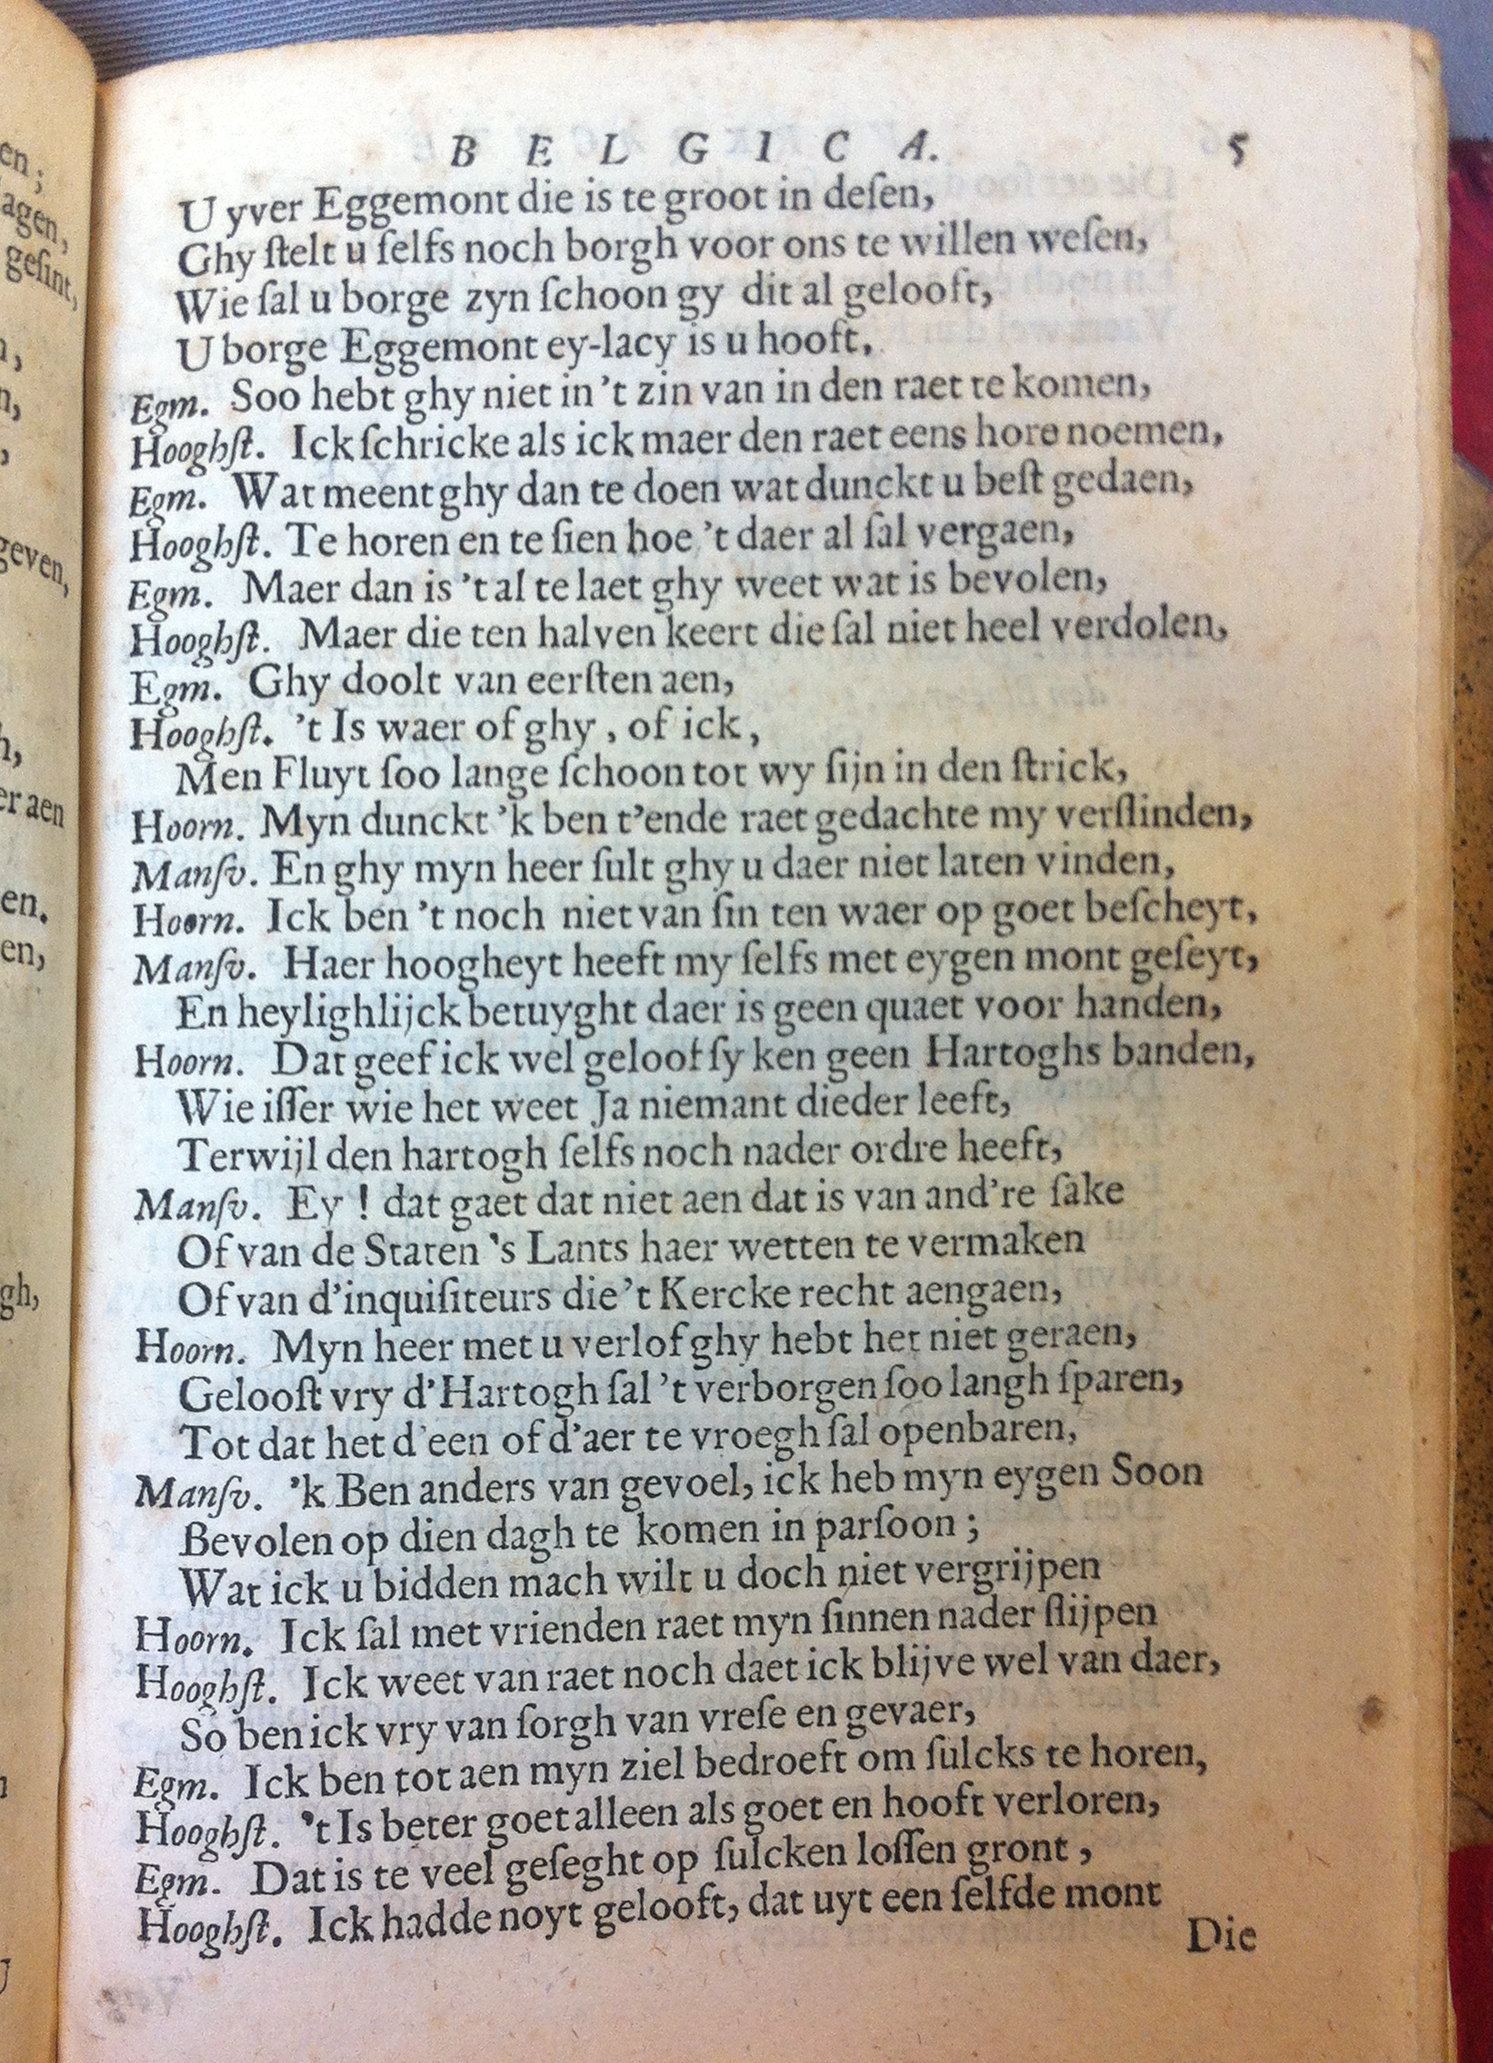 BELGICA. 5
U yver Eggemont die is te groot in deſen,
Ghy ſtelt u ſelfs noch borgh voor ons te willen weſen,
Wie ſal u borge zyn ſchoon gy dit al gelooft,
U borge Eggemont ey-lacy is u hooft.
Egm. Soo hebt ghy niet in 't zin van in den raet te komen,
Hooghſt. Ick ſchricke als ick maer den raet eens hore noemen,
Egm. Wat meent ghy dan te doen wat dunckt u beſt gedaen,
Hooghſt. Te horen en te ſien hoe 't daer al ſal vergaen,
Egm. Maer dan is 't al te laet ghy weet wat is bevolen,
Hooghſt. Maer die ten halven keert die ſal niet heel verdolen,
Egm. Ghy doolt van eerſten aen,
Hooghſt. 't Is waer of ghy, of ick,
Men Fluyt ſoo lange ſchoon tot wy ſijn in den ſtrick,
Hoorn. Myn dunckt 'k ben t'ende raet gedachte my verſlinden,
Manſv. En ghy myn heer ſult ghy u daer niet laten vinden,
Hoorn. Ick ben 't noch niet van ſin ten waer op goet beſcheyt,
Manſv. Haer hoogheyt heeft my ſelfs met eygen mont geſeyt,
En heylighlijck betuyght daer is geen quaet voor handen,
Hoorn. Dat geef ick wel geloof ſy ken geen Hartoghs banden,
Wie iſſer wie het weet Ja niemant dieder leeft,
Terwijl den hartogh ſelfs noch nader ordre heeft,
Manſv. Ey ! dat gaet dat niet aen dat is van and're ſake
Of van de Staten 's Lants haer wetten te vermaken
Of van d'inquiſiteurs die 't Kercke recht aengaen,
Hoorn. Myn heer met u verlof ghy hebt het niet geraen,
Gelooſt vry d'Hartogh ſal 't verborgen ſoo langh ſparen,
Tot dat het d'een of d'aer te vroegh ſal openbaren,
Manſv. 'k Ben anders van gevoel, ick heb myn eygen Soon
Bevolen op dien dagh te komen in parſoon;
Wat ick u bidden mach wilt u doch niet vergrijpen
Hoorn. Ick ſal met vrienden raet myn ſinnen nader ſlijpen
Hooghſt. Ick weet van raet noch daet ick blijve wel van daer,
So ben ick vry van ſorgh van vreſe en gevaer,
Egm. Ick ben tot aen myn ziel bedroeft om ſulcks te horen,
Hooghſt. 't Is beter goet alleen als goet en hooft verloren,
Egm. Dat is te veel geſeght op ſulcken loſſen gront,
Hooghſt. Ick hadde noyt gelooft, dat uyt een ſelfde mont
Die